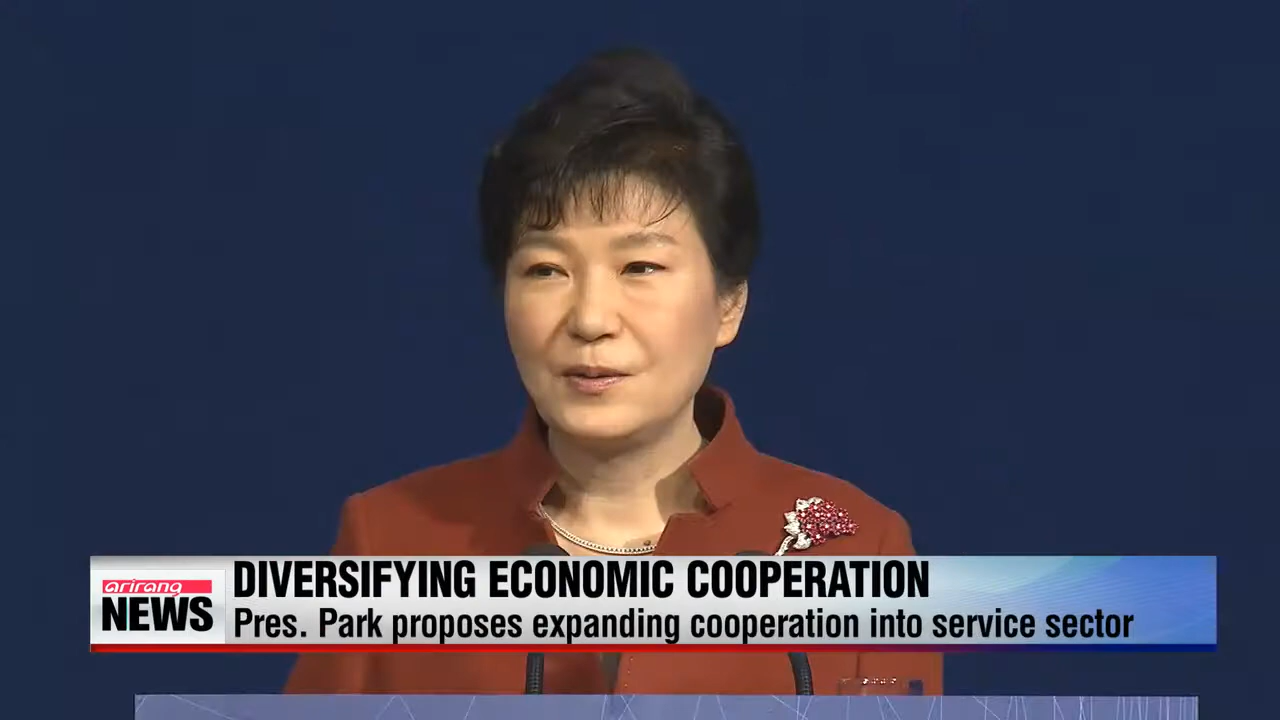 arirang
NEWS
DIVERSIFYING ECONOMIC COOPERATION
Pres. Park proposes expanding cooperation into service sector